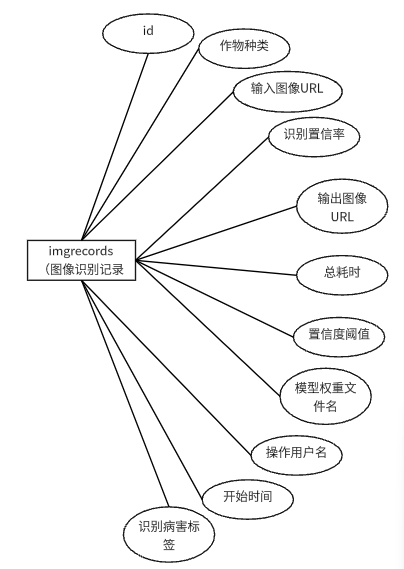 id
作物种类
输入图像URL
识别置信率
输出图像
URL
imgrecords
（图像识别记录
总耗时
置信度阈值
模型权重文
件名
操作用户名
开始时间
识别病害标
签